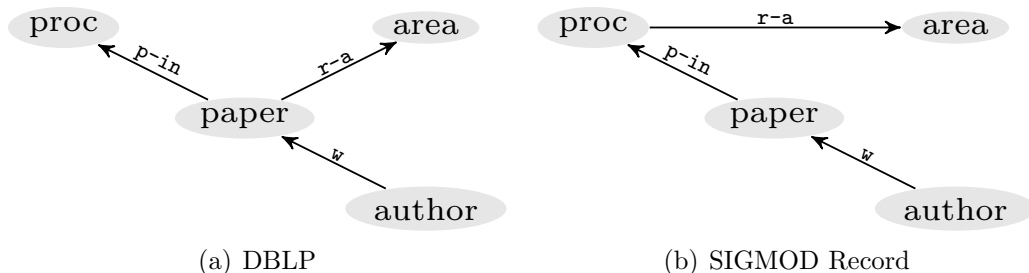 proc
area
p-in
r-a
paper
w
author
(a) DBLP
proc
r-a
area
p-in
paper
w
author
(b) SIGMOD Record